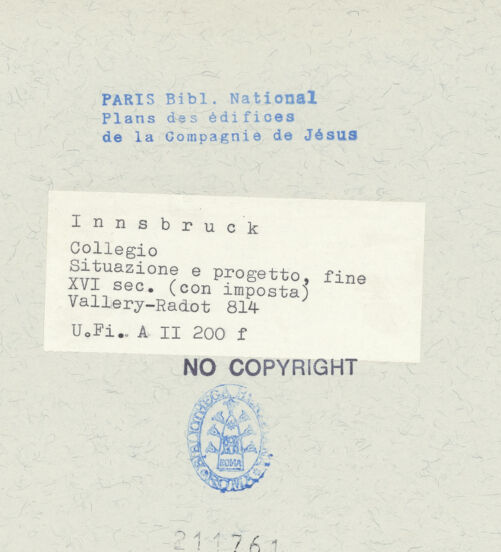 PARIS Bibl. National
Plans des édifices
de la Compagnie de Jésus
Innsbruck
Collegio
Situazione e progetto, fine
XVI sec. (con imposta)
Vallery-Radot 814
U.Fi. A II 200 f
NO COPYRIGHT
BIBLIOTHECA
ROMA
211761